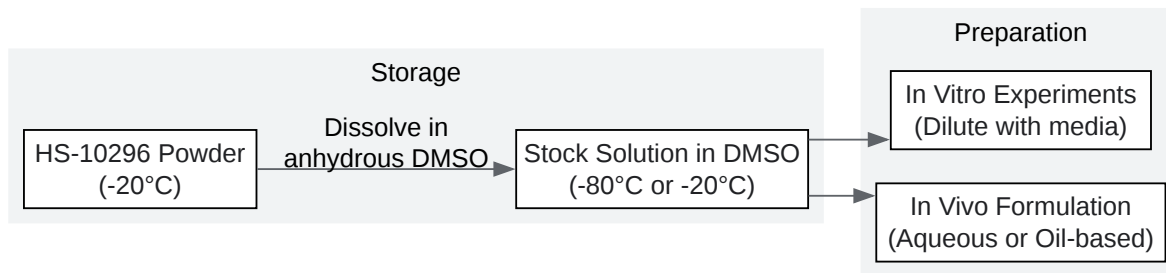 Storage
HS-10296 Powder
(-20°C)
Dissolve in
anhydrous DMSO
Stock Solution in DMSO
(-80°C or -20°C)
Preparation
In Vitro Experiments
(Dilute with media)
In Vivo Formulation
(Aqueous or Oil-based)